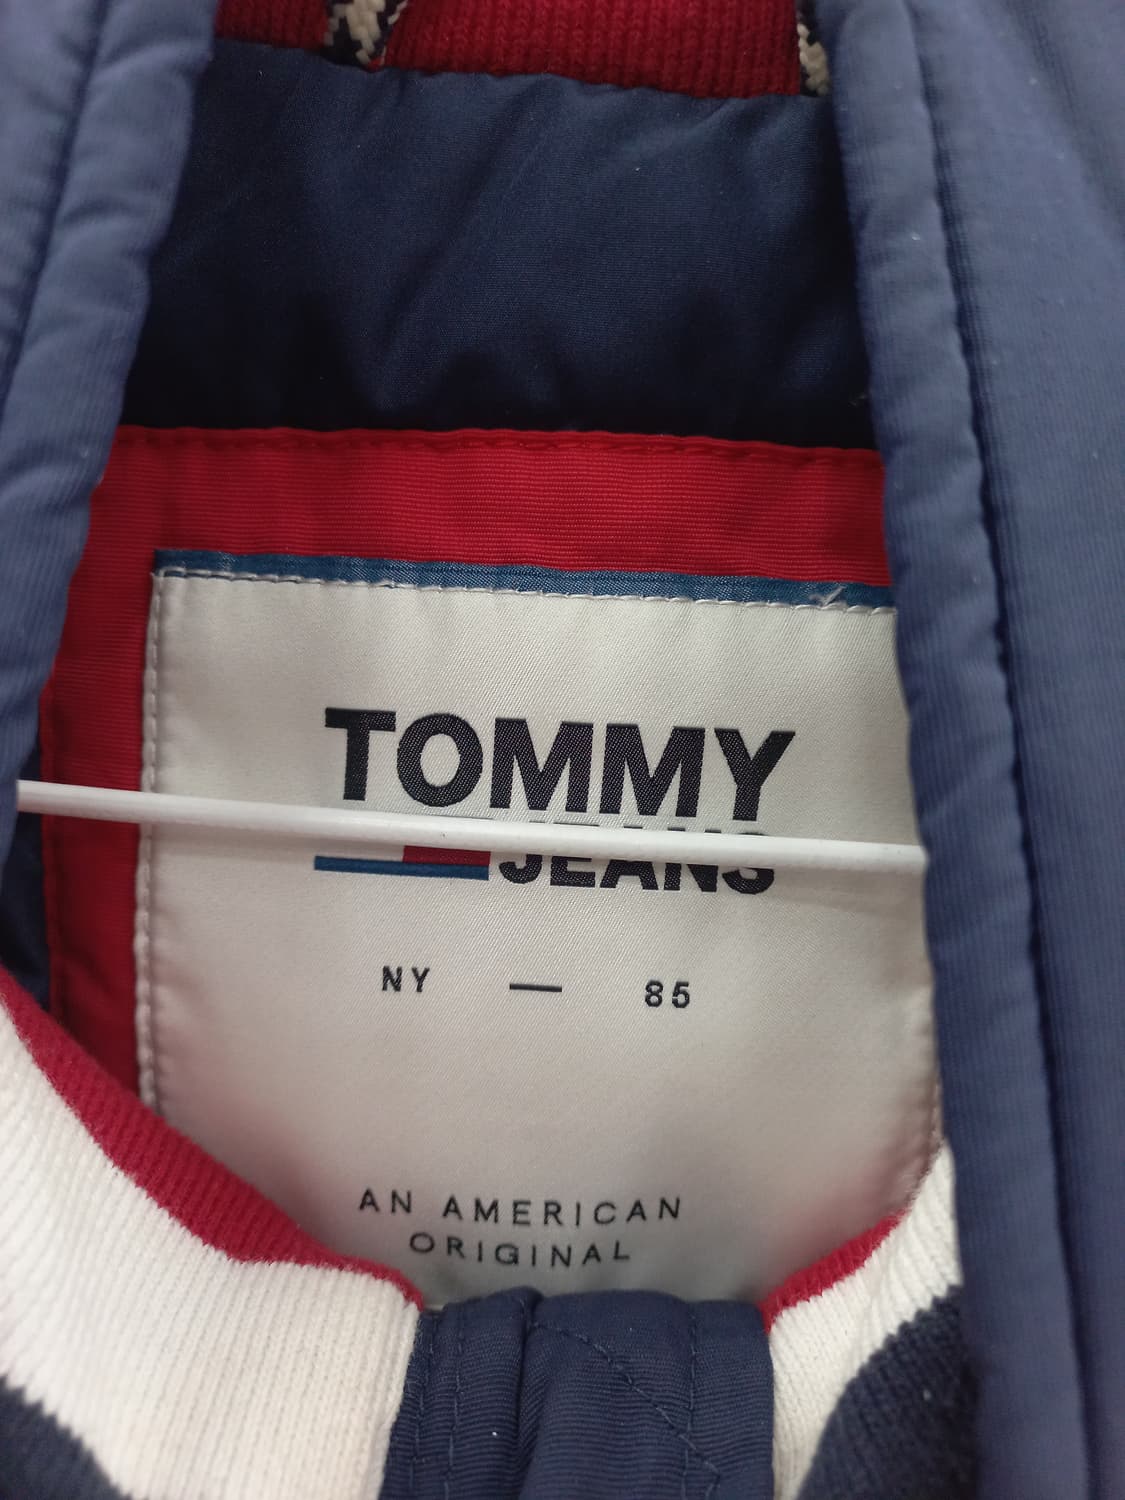 TOMMY
JEANS
NY — 85
AN AMERICAN
ORIGINAL